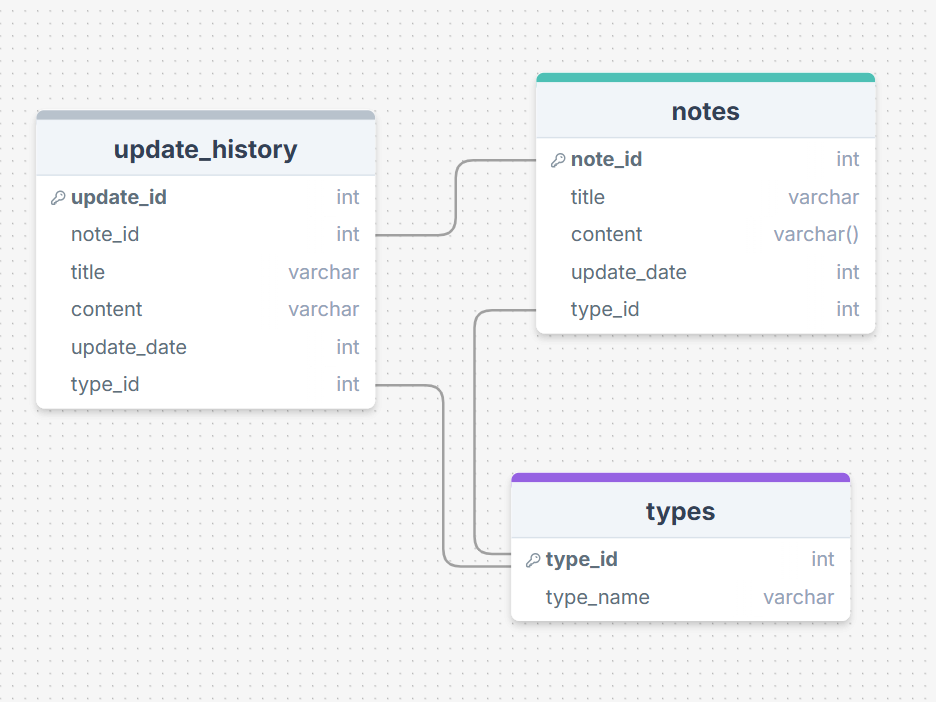 update_history
update_id int
note_id int
title varchar
content varchar
update_date int
type_id int
notes
note_id int
title varchar
content varchar()
update_date int
type_id int
types
type_id int
type_name varchar